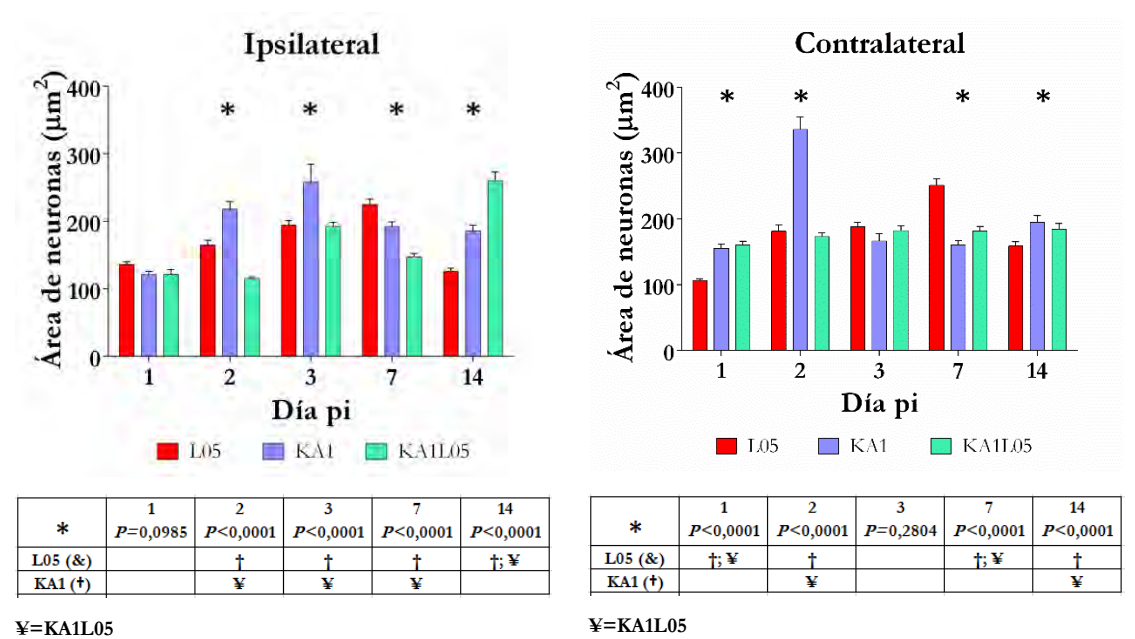 Ipsilateral
Área de neuronas (µm²)
400
300
200
100
0
* * * *
1 2 3 7 14
Día pi
L05 KA1 KA1L05
* 1 P=0,0985 2 P<0,0001 3 P<0,0001 7 P<0,0001 14 P<0,0001
L05 (&) † † † †; ¥
KA1 (†) ¥ ¥ ¥
¥=KA1L05
Contralateral
Área de neuronas (µm²)
400
300
200
100
0
* * * *
1 2 3 7 14
Día pi
L05 KA1 KA1L05
* 1 P<0,0001 2 P<0,0001 3 P=0,2804 7 P<0,0001 14 P<0,0001
L05 (&) †; ¥ † †; ¥ †
KA1 (†) ¥ ¥
¥=KA1L05